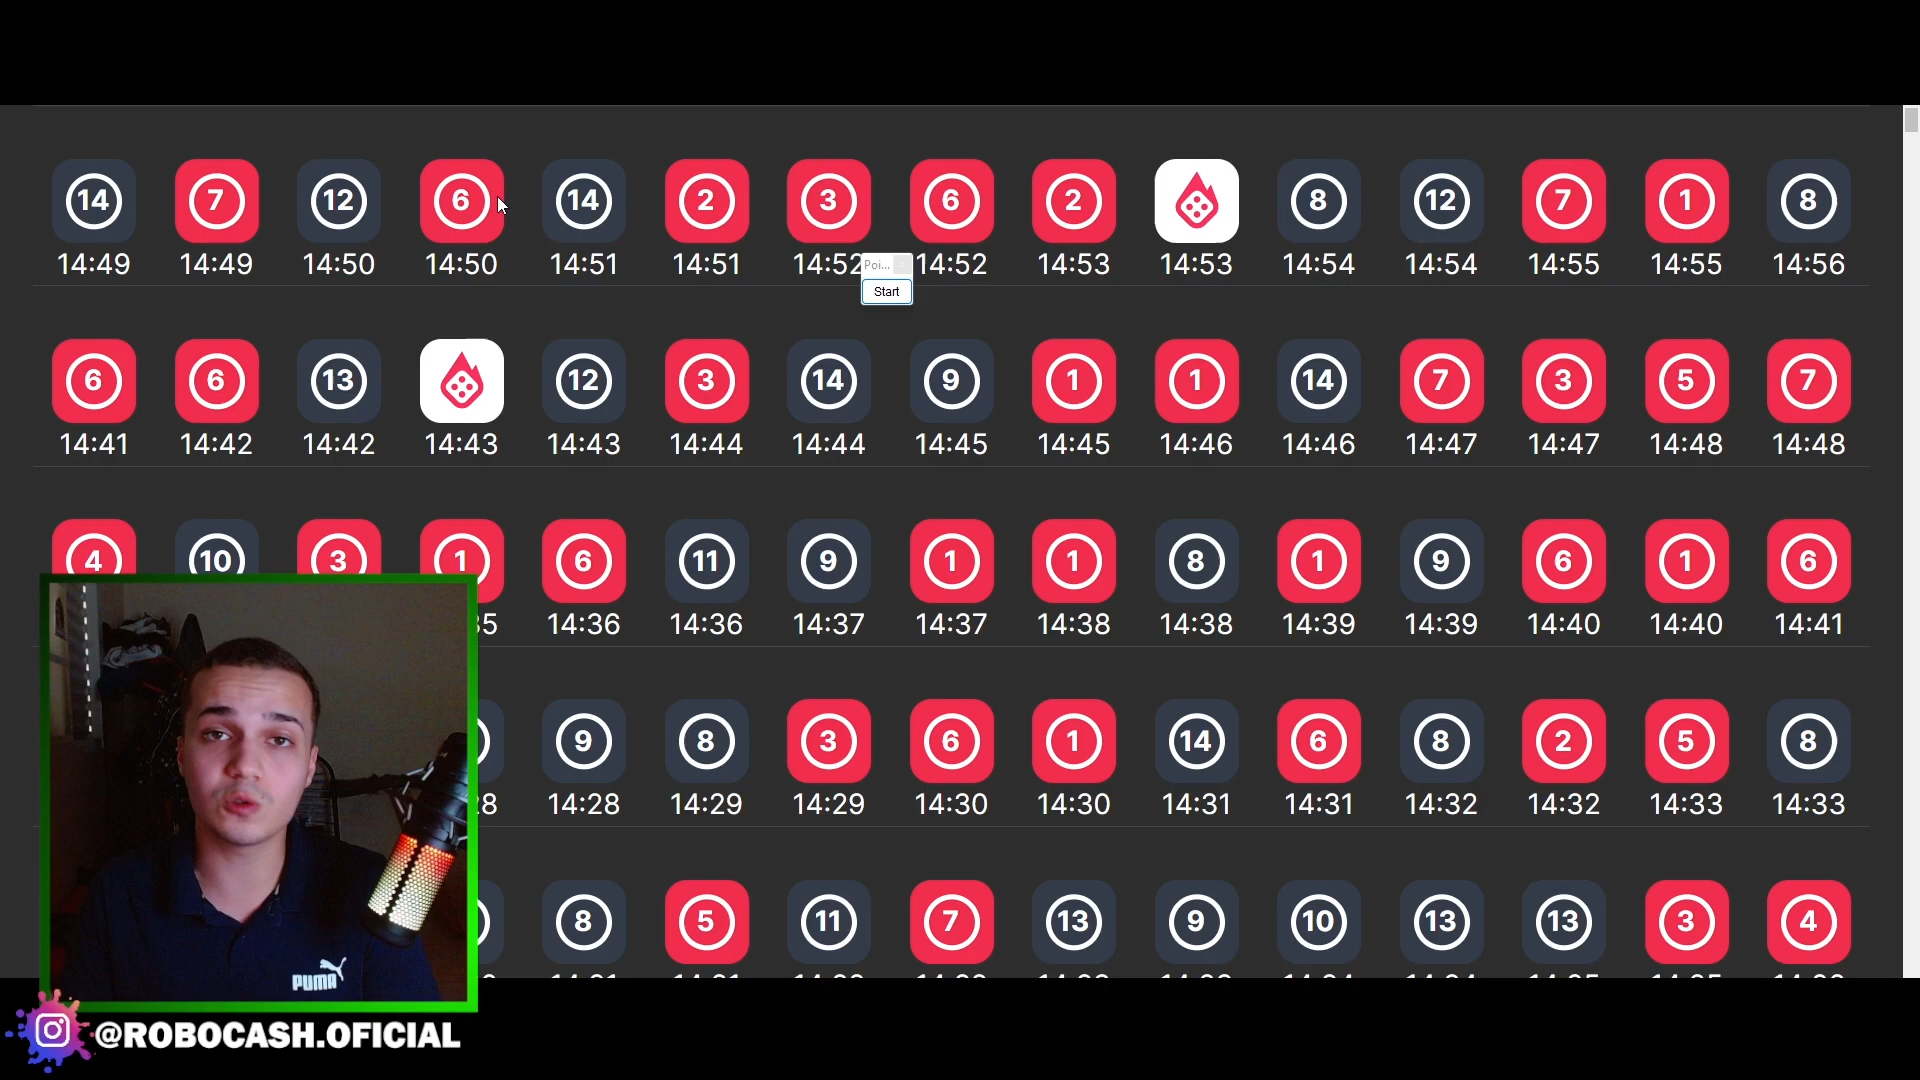 14 7 12 6 14 2 3 6 2 8 12 7 1 8
14:49 14:49 14:50 14:50 14:51 14:51 14:52 14:52 14:53 14:53 14:54 14:54 14:55 14:55 14:56
Poi...
Start
6 6 13 12 3 14 9 1 1 14 7 3 5 7
14:41 14:42 14:42 14:43 14:43 14:44 14:44 14:45 14:45 14:46 14:46 14:47 14:47 14:48 14:48
4 10 3 1 6 11 9 1 1 8 1 9 6 1 6
14:36 14:36 14:37 14:37 14:38 14:38 14:39 14:39 14:40 14:40 14:41
9 8 3 6 1 14 6 8 2 5 8
14:28 14:29 14:29 14:30 14:30 14:31 14:31 14:32 14:32 14:33 14:33
8 5 11 7 13 9 10 13 13 3 4
PUMA
@ROBOCASH.OFICIAL